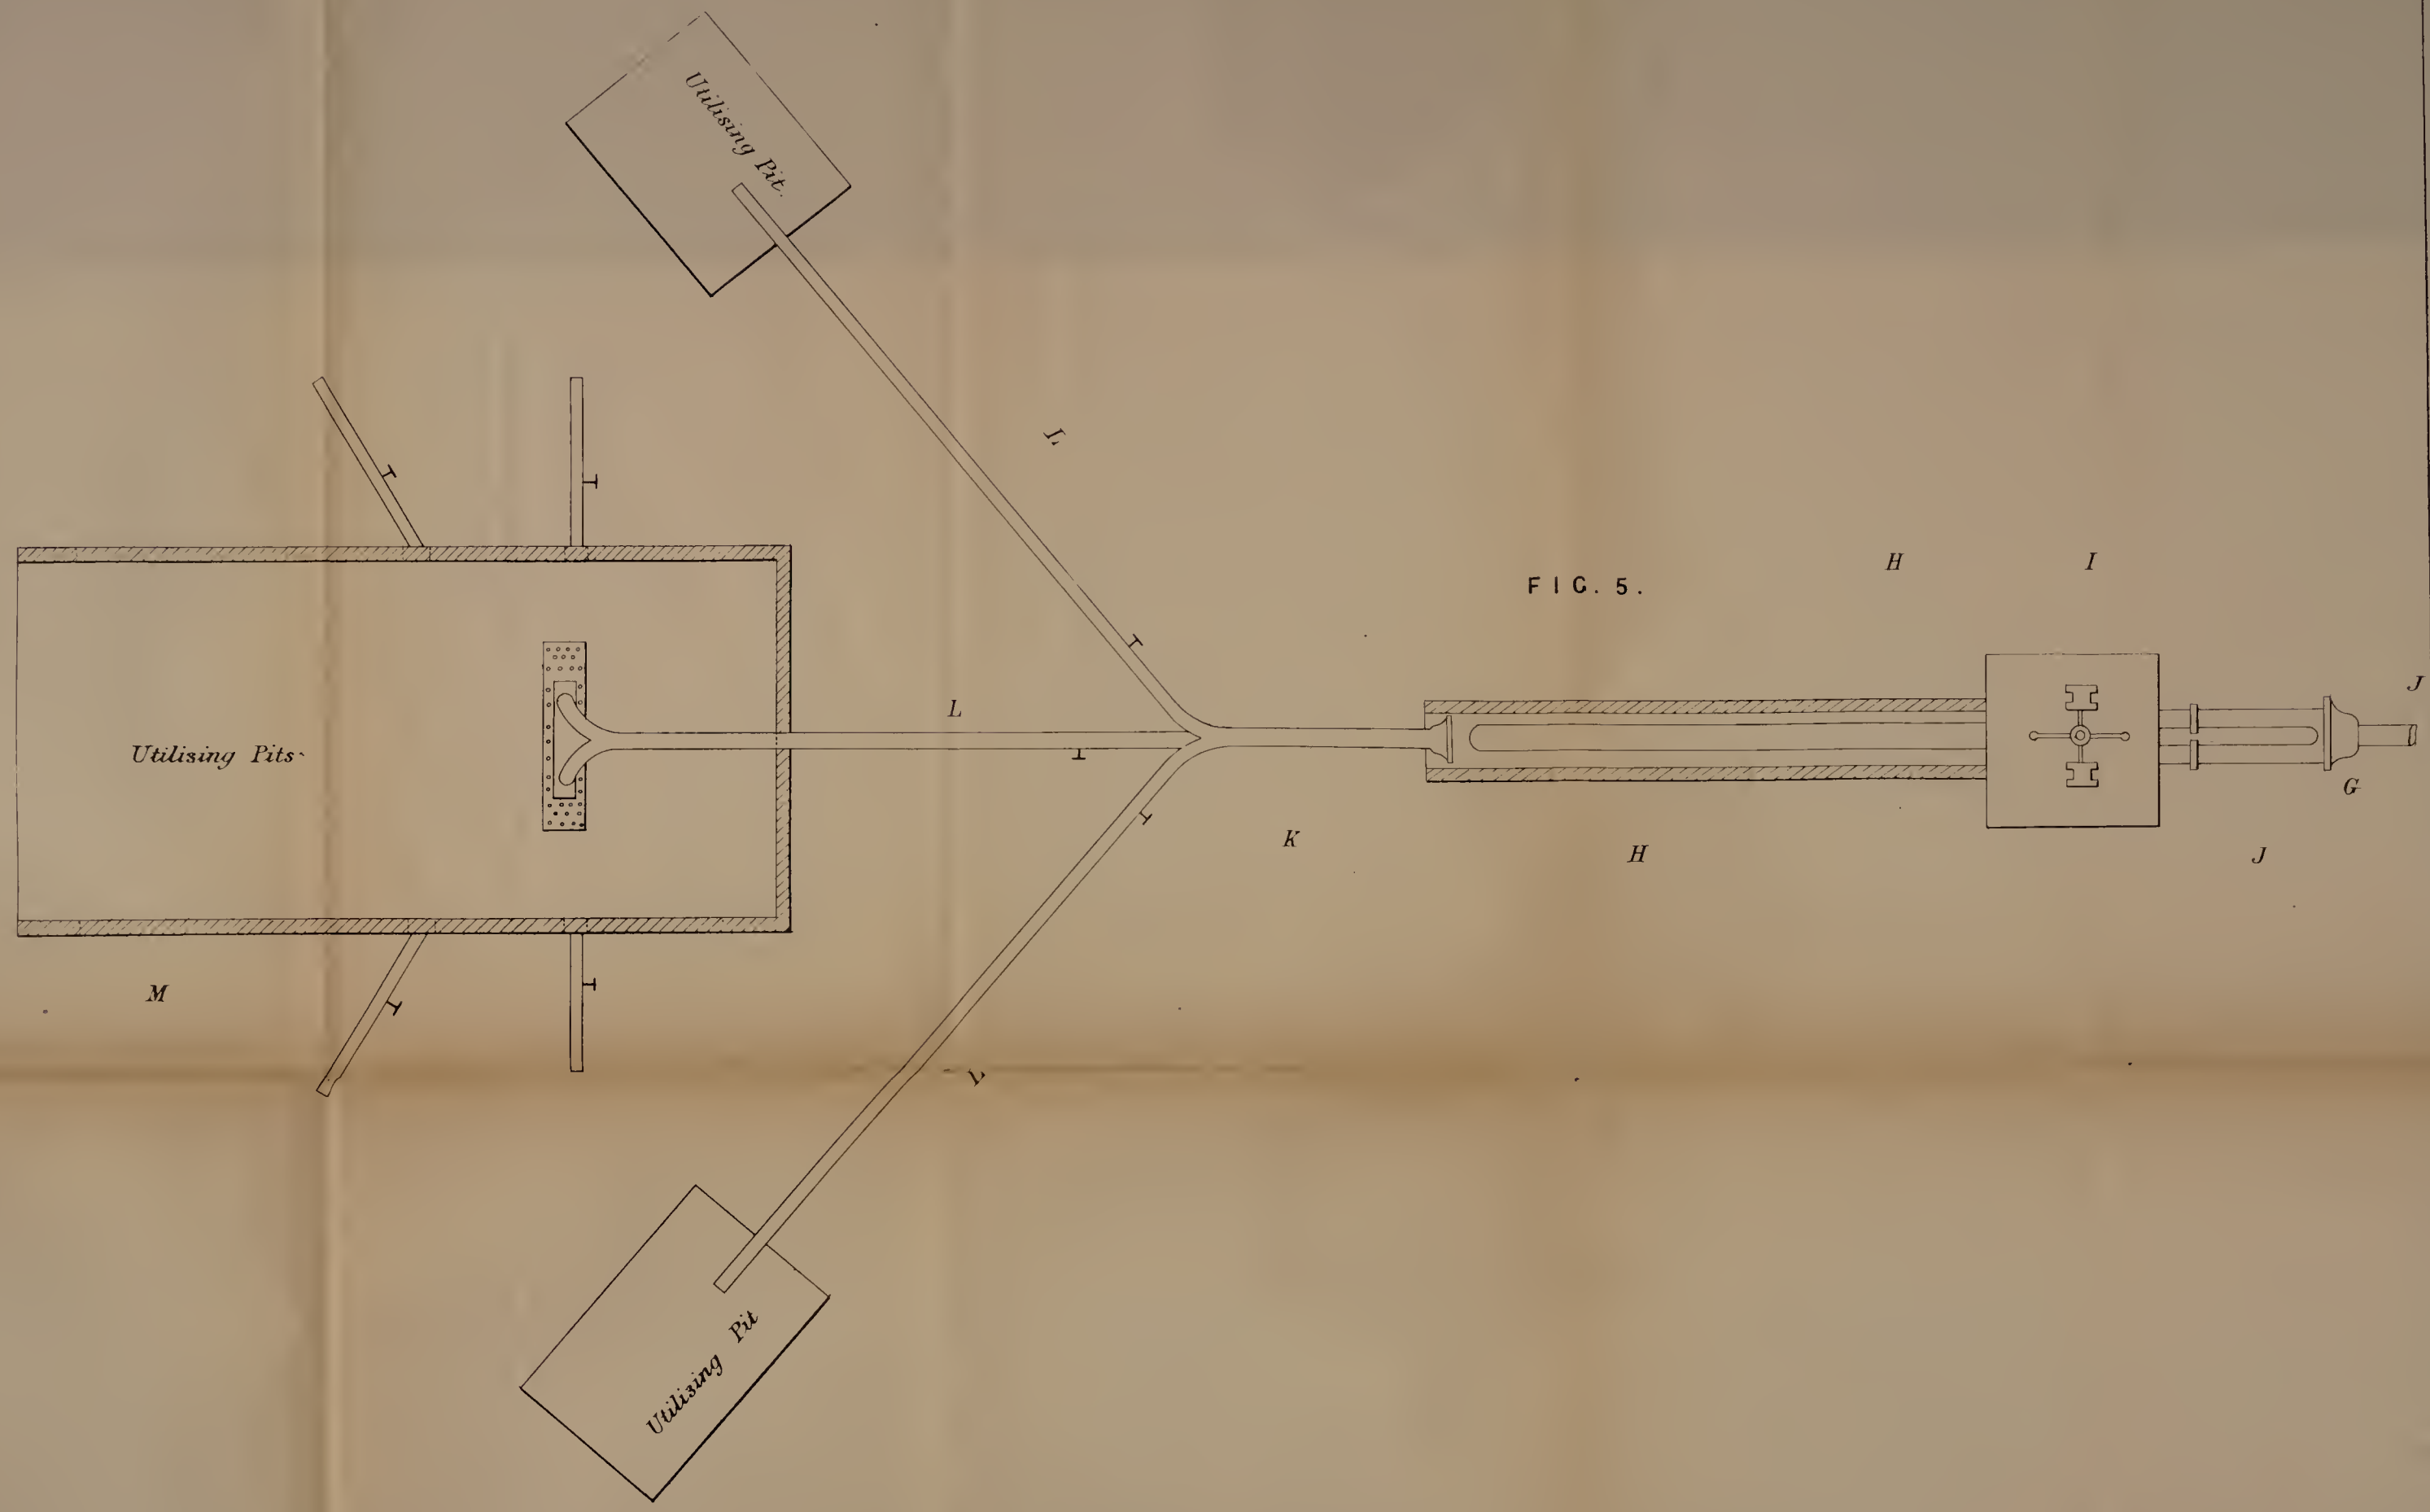 Utilising Pit.
L
FIG. 5.
H
I
J
L
Utilising Pits
G
K
H
J
M
L
Utilising Pit